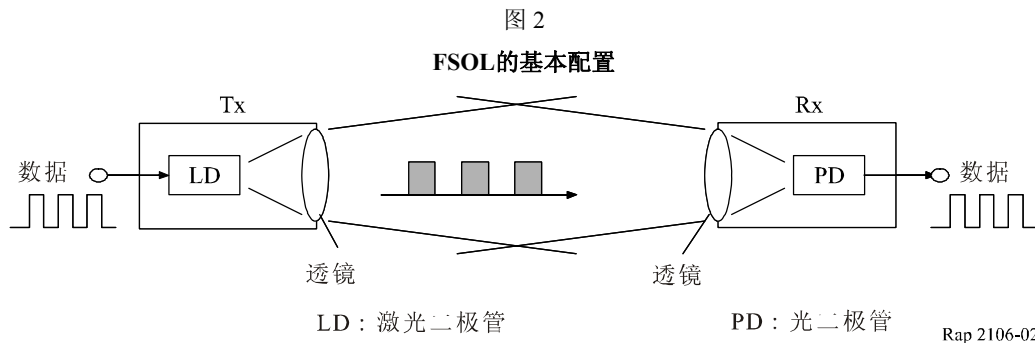 图 2
FSOL的基本配置
Tx
Rx
数据
LD
PD
数据
透镜
透镜
LD：激光二极管
PD：光二极管
Rap 2106-02